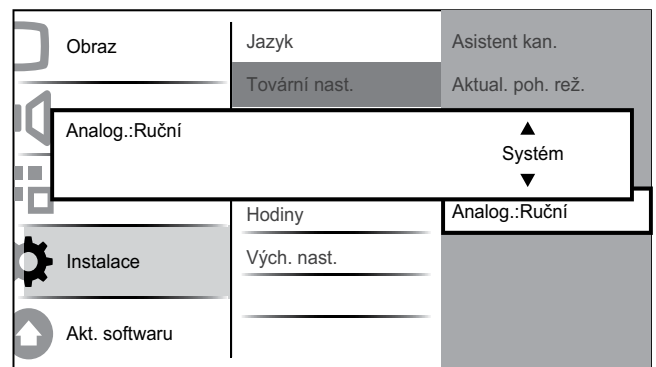 Obraz
Jazyk
Asistent kan.
Tovární nast.
Aktual. poh. rež.
Analog.:Ruční
Systém
Hodiny
Analog.:Ruční
Instalace
Vých. nast.
Akt. softwaru